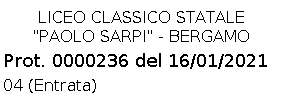 LICEO CLASSICO STATALE
"PAOLO SARPI" - BERGAMO
Prot. 0000236 del 16/01/2021
04 (Entrata)